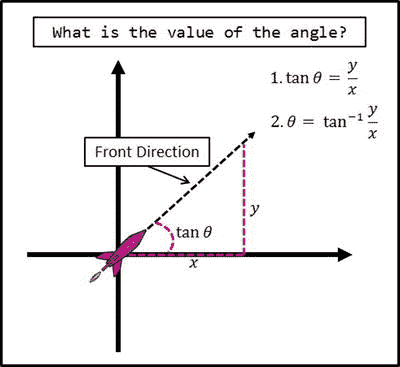 What is the value of the angle?
1. tan θ = y/x
2. θ = tan⁻¹ y/x
Front Direction
y
tan θ
x